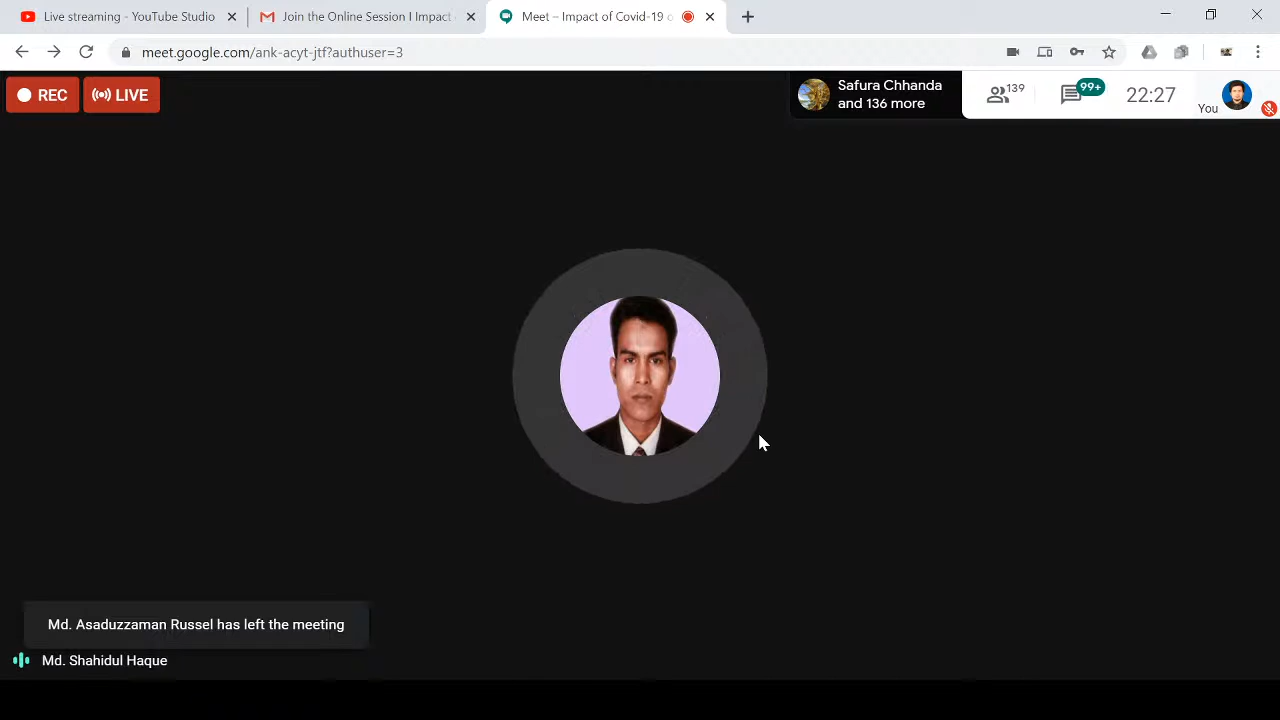 Live streaming - YouTube Studio
Join the Online Session I Impact
Meet – Impact of Covid-19 o
meet.google.com/ank-acyt-jtf?authuser=3
REC
LIVE
Safura Chhanda
and 136 more
139
99+
22:27
You
Md. Asaduzzaman Russel has left the meeting
Md. Shahidul Haque